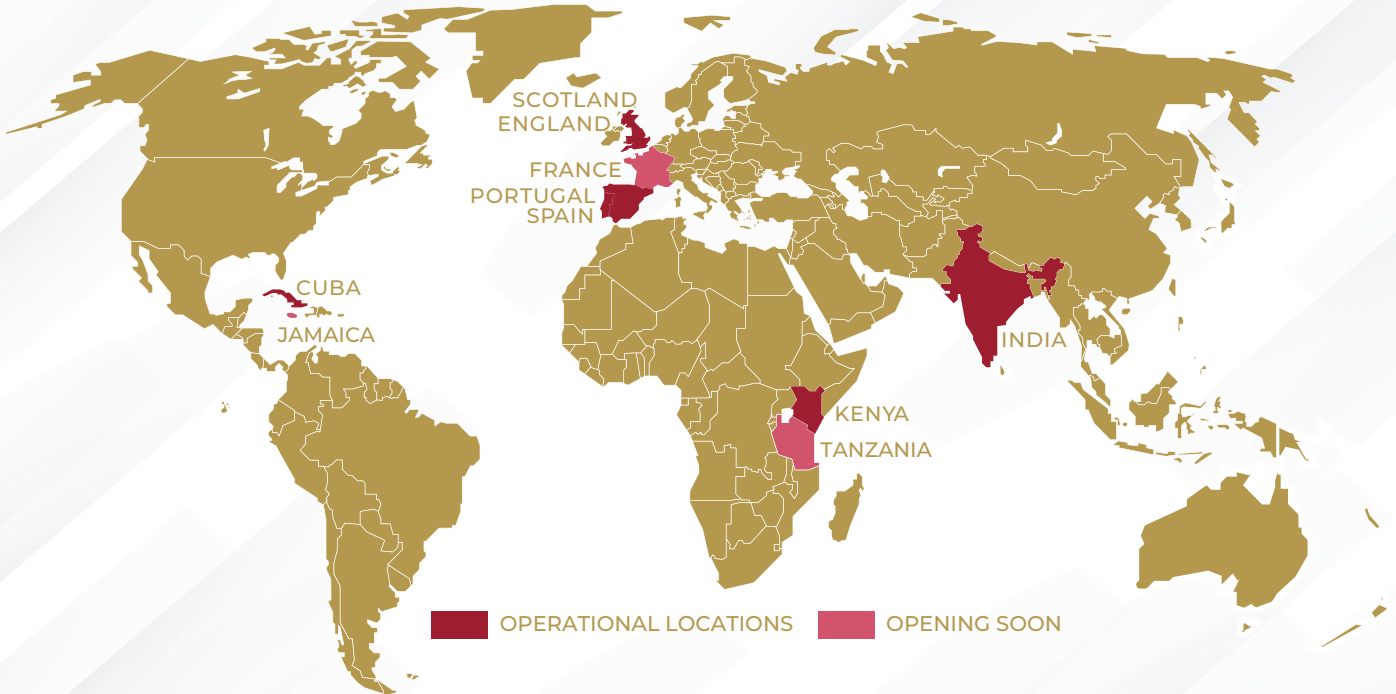 SCOTLAND
ENGLAND
FRANCE
PORTUGAL
SPAIN
CUBA
JAMAICA
INDIA
KENYA
TANZANIA
OPERATIONAL LOCATIONS
OPENING SOON